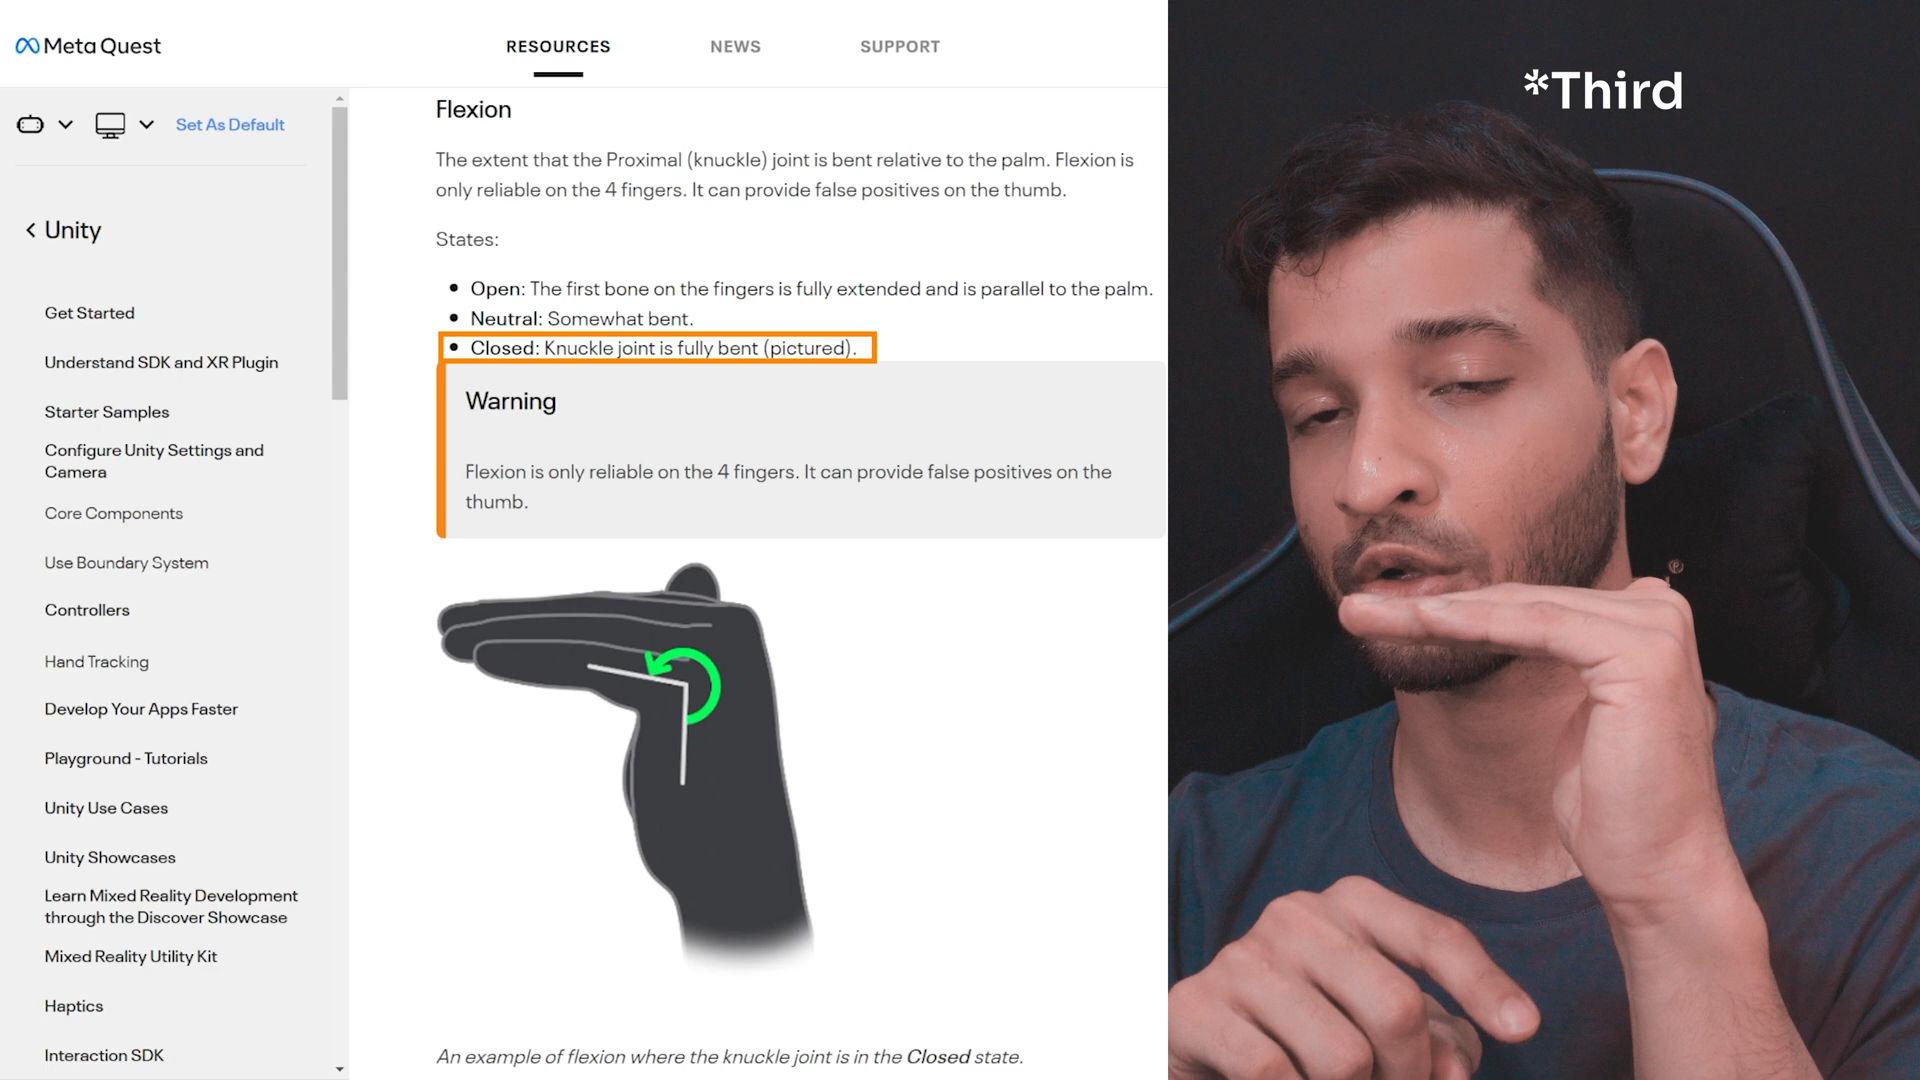 Meta Quest
RESOURCES
NEWS
SUPPORT
*Third
Set As Default
Unity
Get Started
Understand SDK and XR Plugin
Starter Samples
Configure Unity Settings and
Camera
Core Components
Use Boundary System
Controllers
Hand Tracking
Develop Your Apps Faster
Playground - Tutorials
Unity Use Cases
Unity Showcases
Learn Mixed Reality Development
through the Discover Showcase
Mixed Reality Utility Kit
Haptics
Interaction SDK
Flexion
The extent that the Proximal (knuckle) joint is bent relative to the palm. Flexion is
only reliable on the 4 fingers. It can provide false positives on the thumb.
States:
• Open: The first bone on the fingers is fully extended and is parallel to the palm.
• Neutral: Somewhat bent.
• Closed: Knuckle joint is fully bent (pictured).
Warning
Flexion is only reliable on the 4 fingers. It can provide false positives on the
thumb.
An example of flexion where the knuckle joint is in the Closed state.